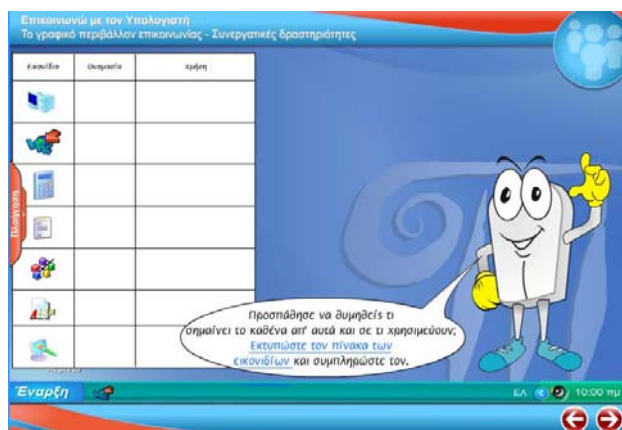 Επικοινωνώ με τον Υπολογιστή
Το γραφικό περιβάλλον επικοινωνίας - Συνεργατικές δραστηριότητες
Εικονίδιο Ονομασία Χρήση
Πλοήγηση
Προσπάθησε να θυμηθείς τι
σημαίνει το καθένα απ' αυτά και σε τι χρησιμεύουν;
Εκτυπώστε τον πίνακα των
εικονιδίων και συμπληρώστε τον.
Έναρξη
ΕΛ 10:00 πμ